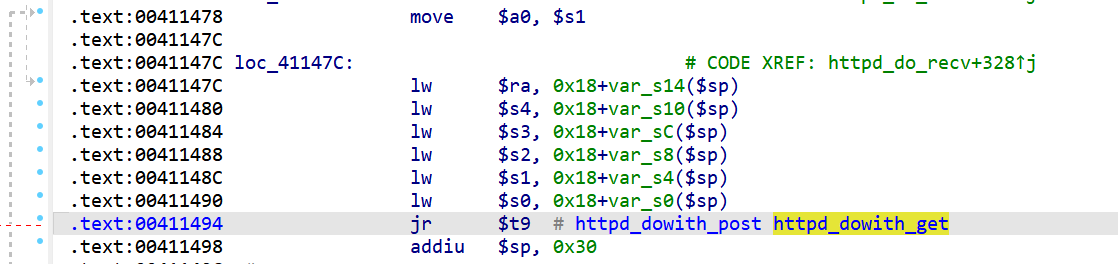 .text:00411478 move $a0, $s1
.text:0041147C
.text:0041147C loc_41147C: # CODE XREF: httpd_do_recv+328↑j
.text:0041147C lw $ra, 0x18+var_s14($sp)
.text:00411480 lw $s4, 0x18+var_s10($sp)
.text:00411484 lw $s3, 0x18+var_sC($sp)
.text:00411488 lw $s2, 0x18+var_s8($sp)
.text:0041148C lw $s1, 0x18+var_s4($sp)
.text:00411490 lw $s0, 0x18+var_s0($sp)
.text:00411494 jr $t9 # httpd_dowith_post httpd_dowith_get
.text:00411498 addiu $sp, 0x30